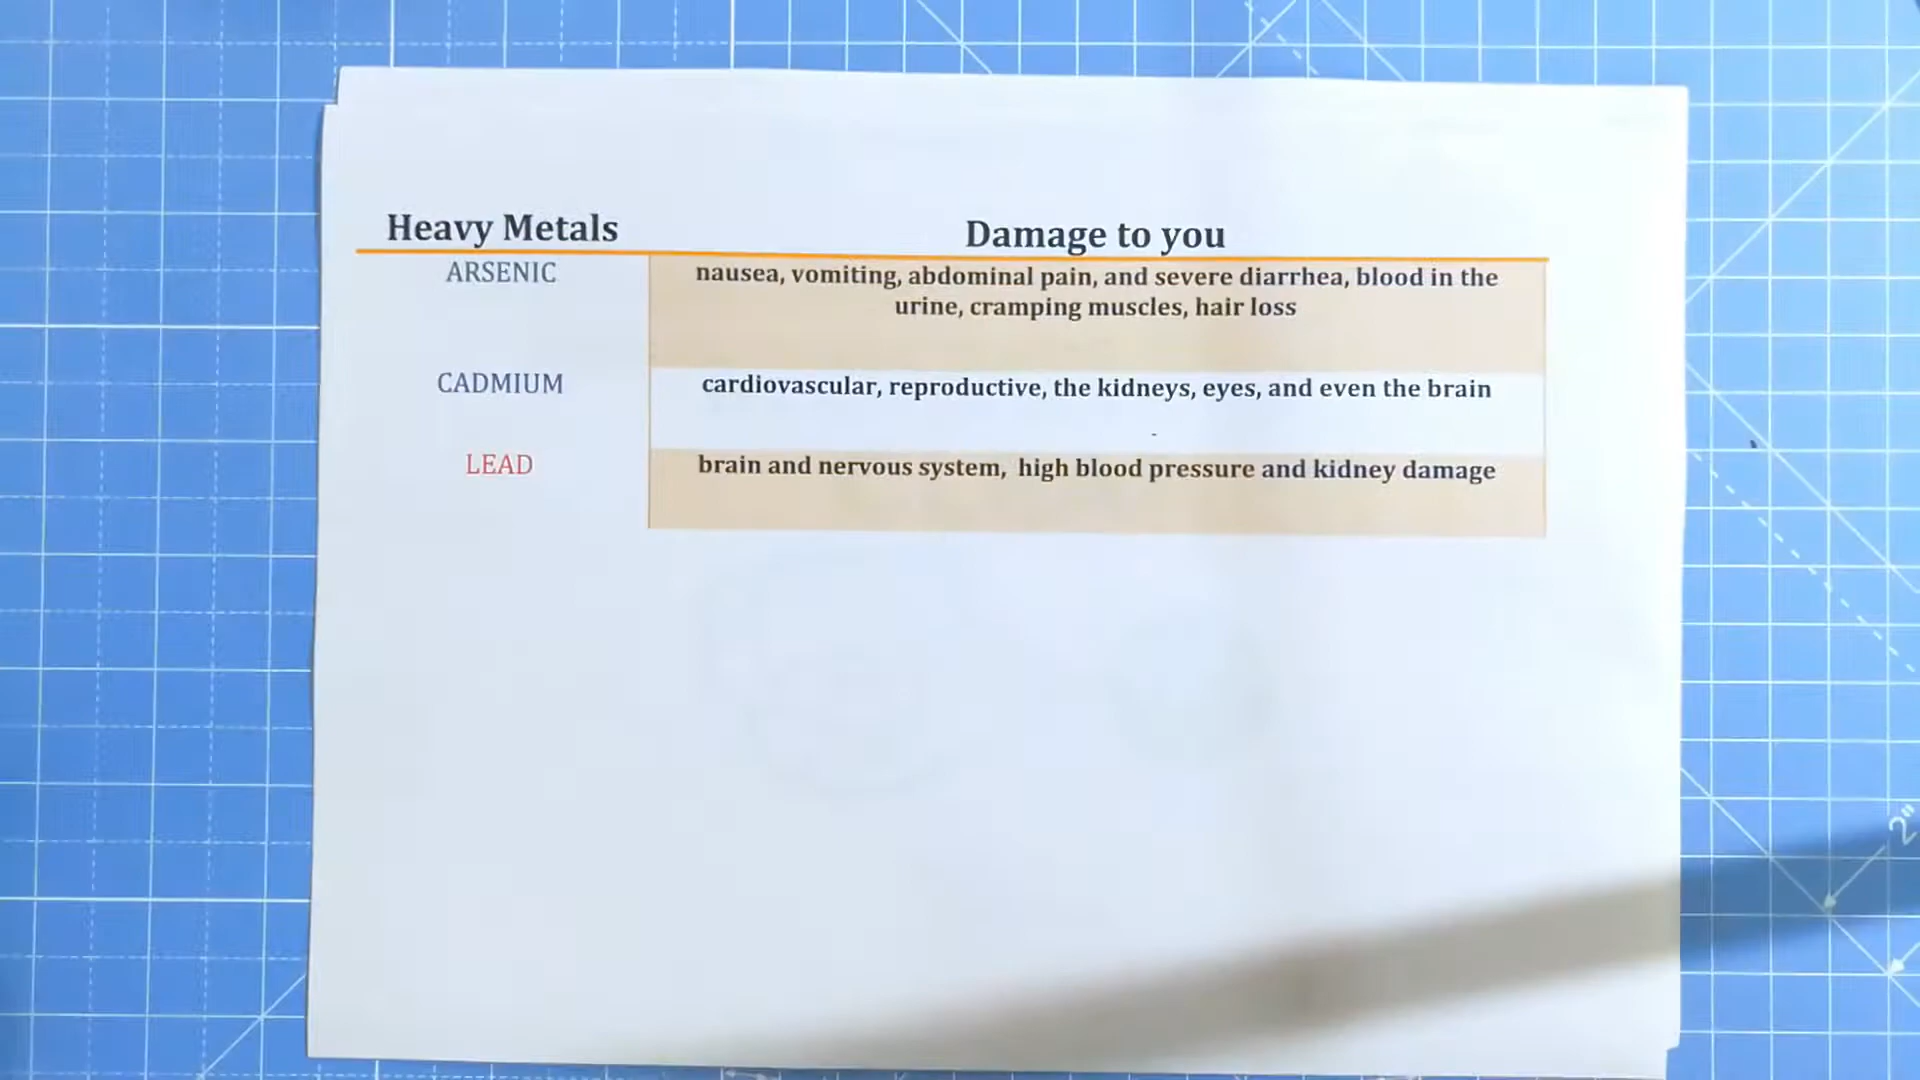 Heavy Metals
Damage to you
ARSENIC
nausea, vomiting, abdominal pain, and severe diarrhea, blood in the
urine, cramping muscles, hair loss
CADMIUM
cardiovascular, reproductive, the kidneys, eyes, and even the brain
LEAD
brain and nervous system, high blood pressure and kidney damage
2"